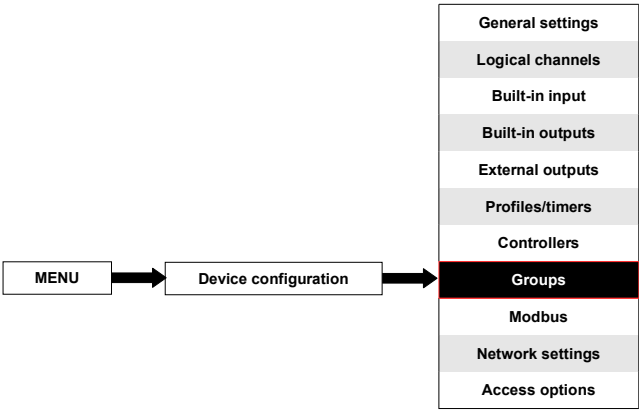 General settings
Logical channels
Built-in input
Built-in outputs
External outputs
Profiles/timers
Controllers
MENU
Device configuration
Groups
Modbus
Network settings
Access options